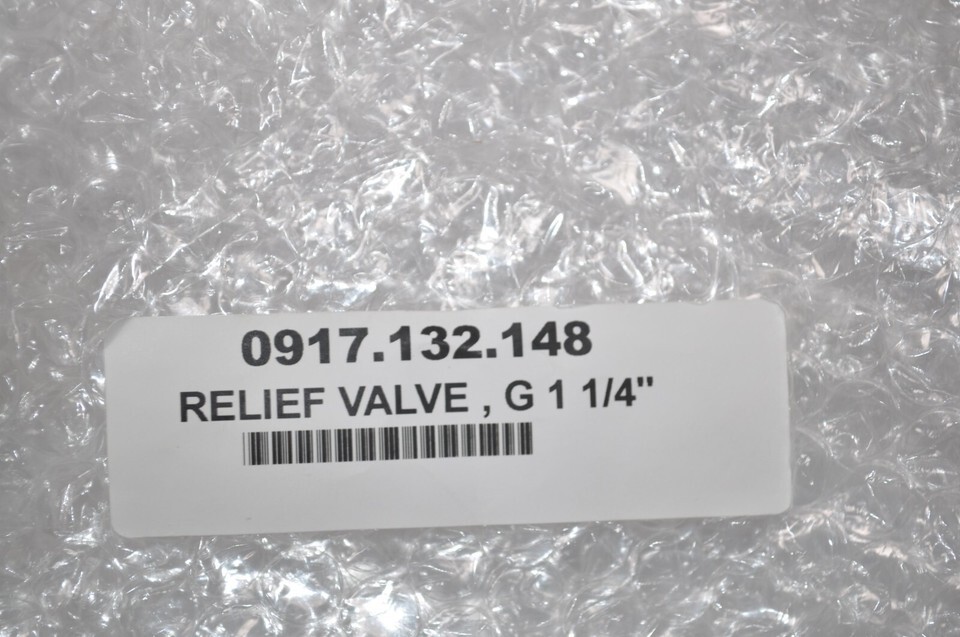 0917.132.148
RELIEF VALVE , G 1 1/4"